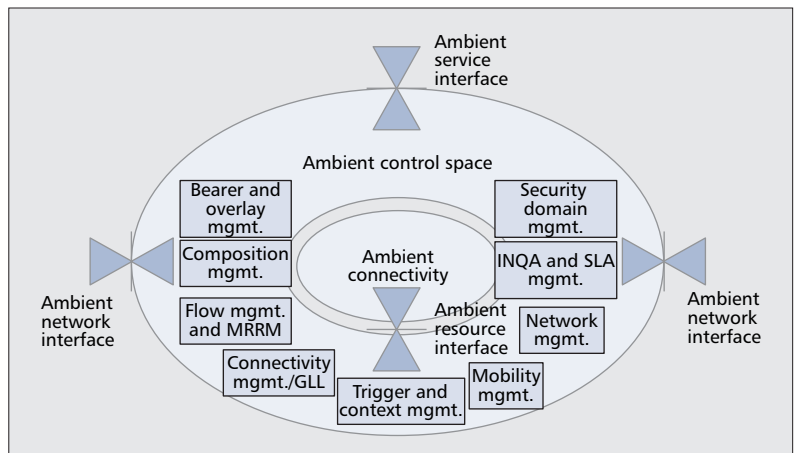 Ambient
service
interface
Ambient control space
Bearer and
overlay
mgmt.
Security
domain
mgmt.
Composition
mgmt.
Ambient
connectivity
INQA and SLA
mgmt.
Ambient
network
interface
Flow mgmt.
and MRRM
Ambient
resource
interface
Network
mgmt.
Ambient
network
interface
Connectivity
mgmt./GLL
Trigger and
context mgmt.
Mobility
mgmt.